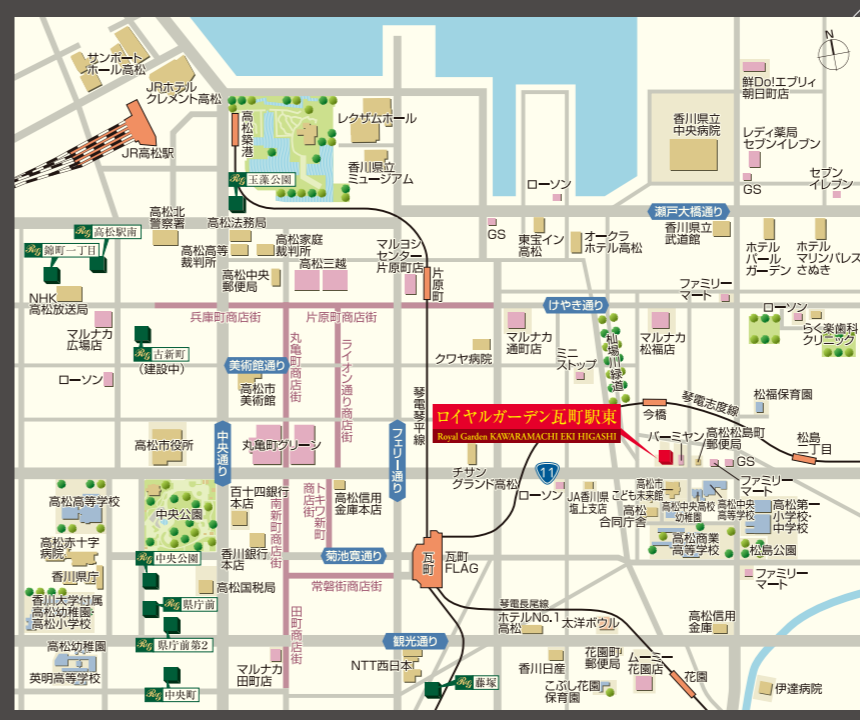 N
サンポート
ホール高松
JRホテル
クレメント高松
JR高松駅
高松築港
レクザムホール
香川県立
ミュージアム
玉藻公園
鮮Do!エブリィ
朝日町店
香川県立
中央病院
レディ薬局
セブンイレブン
GS
セブン
イレブン
ローソン
瀬戸大橋通り
高松北
警察署
高松法務局
高松駅南
錦町一丁目
高松高等
裁判所
高松家庭
裁判所
高松中央
郵便局
高松三越
マルヨシ
センター
片原町店
片原町
GS
東宝イン
高松
オークラ
ホテル高松
香川県立
武道館
ホテル
パール
ガーデン
ホテル
マリンパレス
さぬき
NHK
高松放送局
マルナカ
広場店
兵庫町商店街
片原町商店街
けやき通り
ファミリー
マート
ローソン
らく楽歯科
クリニック
古新町
(建設中)
丸亀町商店街
ライオン通り商店街
クワヤ病院
マルナカ
通町店
ミニ
ストップ
杣場川緑道
マルナカ
松福店
美術館通り
高松市
美術館
ローソン
琴電琴平線
琴電志度線
松福保育園
今橋
ロイヤルガーデン瓦町駅東
Royal Garden KAWARAMACHI EKI HIGASHI
バーミヤン
高松松島町
郵便局
松島
二丁目
GS
ファミリー
マート
高松市役所
中央通り
丸亀町グリーン
フェリー通り
チサン
グランド高松
11
ローソン
JA香川県
塩上支店
高松市
こども未来館
高松
合同庁舎
高松中央高校
幼稚園
高松中央
高等学校
高松第一
小学校・
中学校
高松商業
高等学校
松島公園
ファミリー
マート
高松高等学校
中央公園
百十四銀行
本店
南新町商店街
トキワ新町
商店街
高松信用
金庫本店
高松赤十字
病院
香川県庁
中央公園
香川銀行
本店
菊池寛通り
瓦町
瓦町
FLAG
高松国税局
常磐街商店街
香川大学付属
高松幼稚園・
高松小学校
県庁前
県庁前第2
田町商店街
琴電長尾線
ホテルNo.1
高松
太洋ボウル
高松信用
金庫
観光通り
高松幼稚園
英明高等学校
マルナカ
田町店
NTT西日本
香川日産
花園町
郵便局
ムーミー
花園店
花園
こぶし花園
保育園
中央町
藤塚
伊達病院